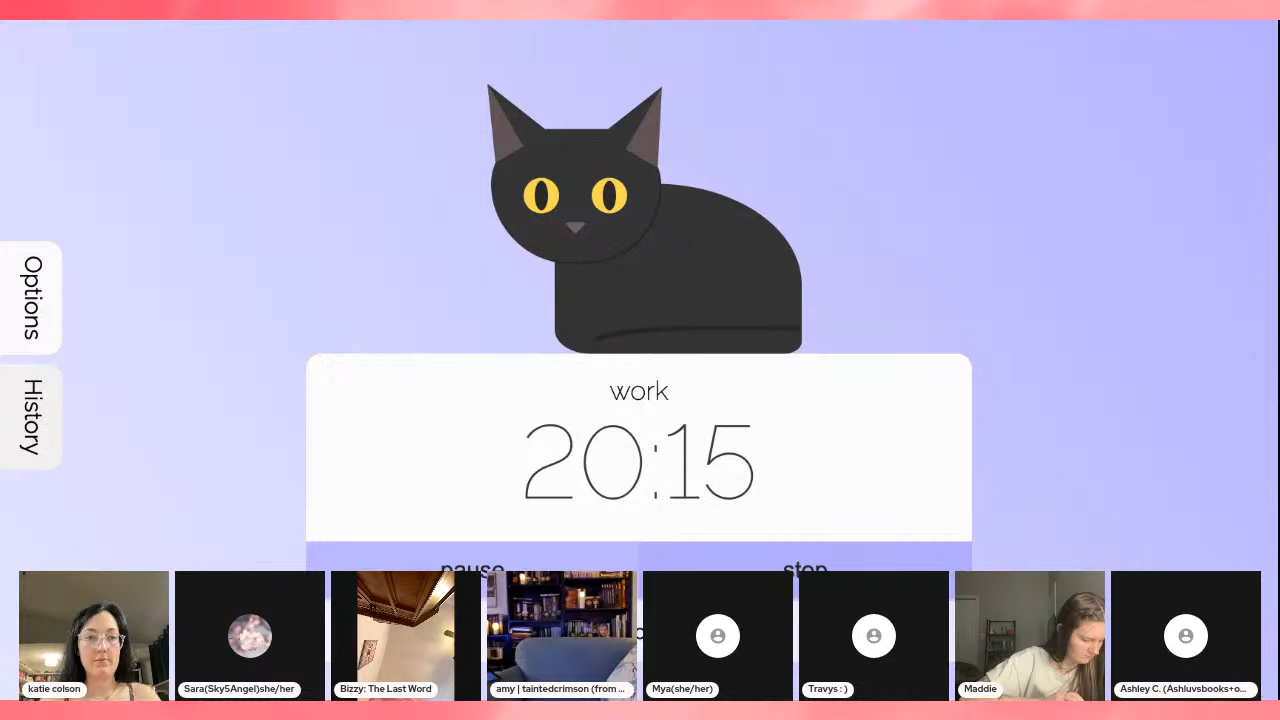 Options
History
work
20:15
pause
stop
katie colson
Sara(Sky5Angel)she/her
Bizzy: The Last Word
amy | taintedcrimson (from ...
Mya(she/her)
Travys : )
Maddie
Ashley C. (Ashluvsbooks+o...